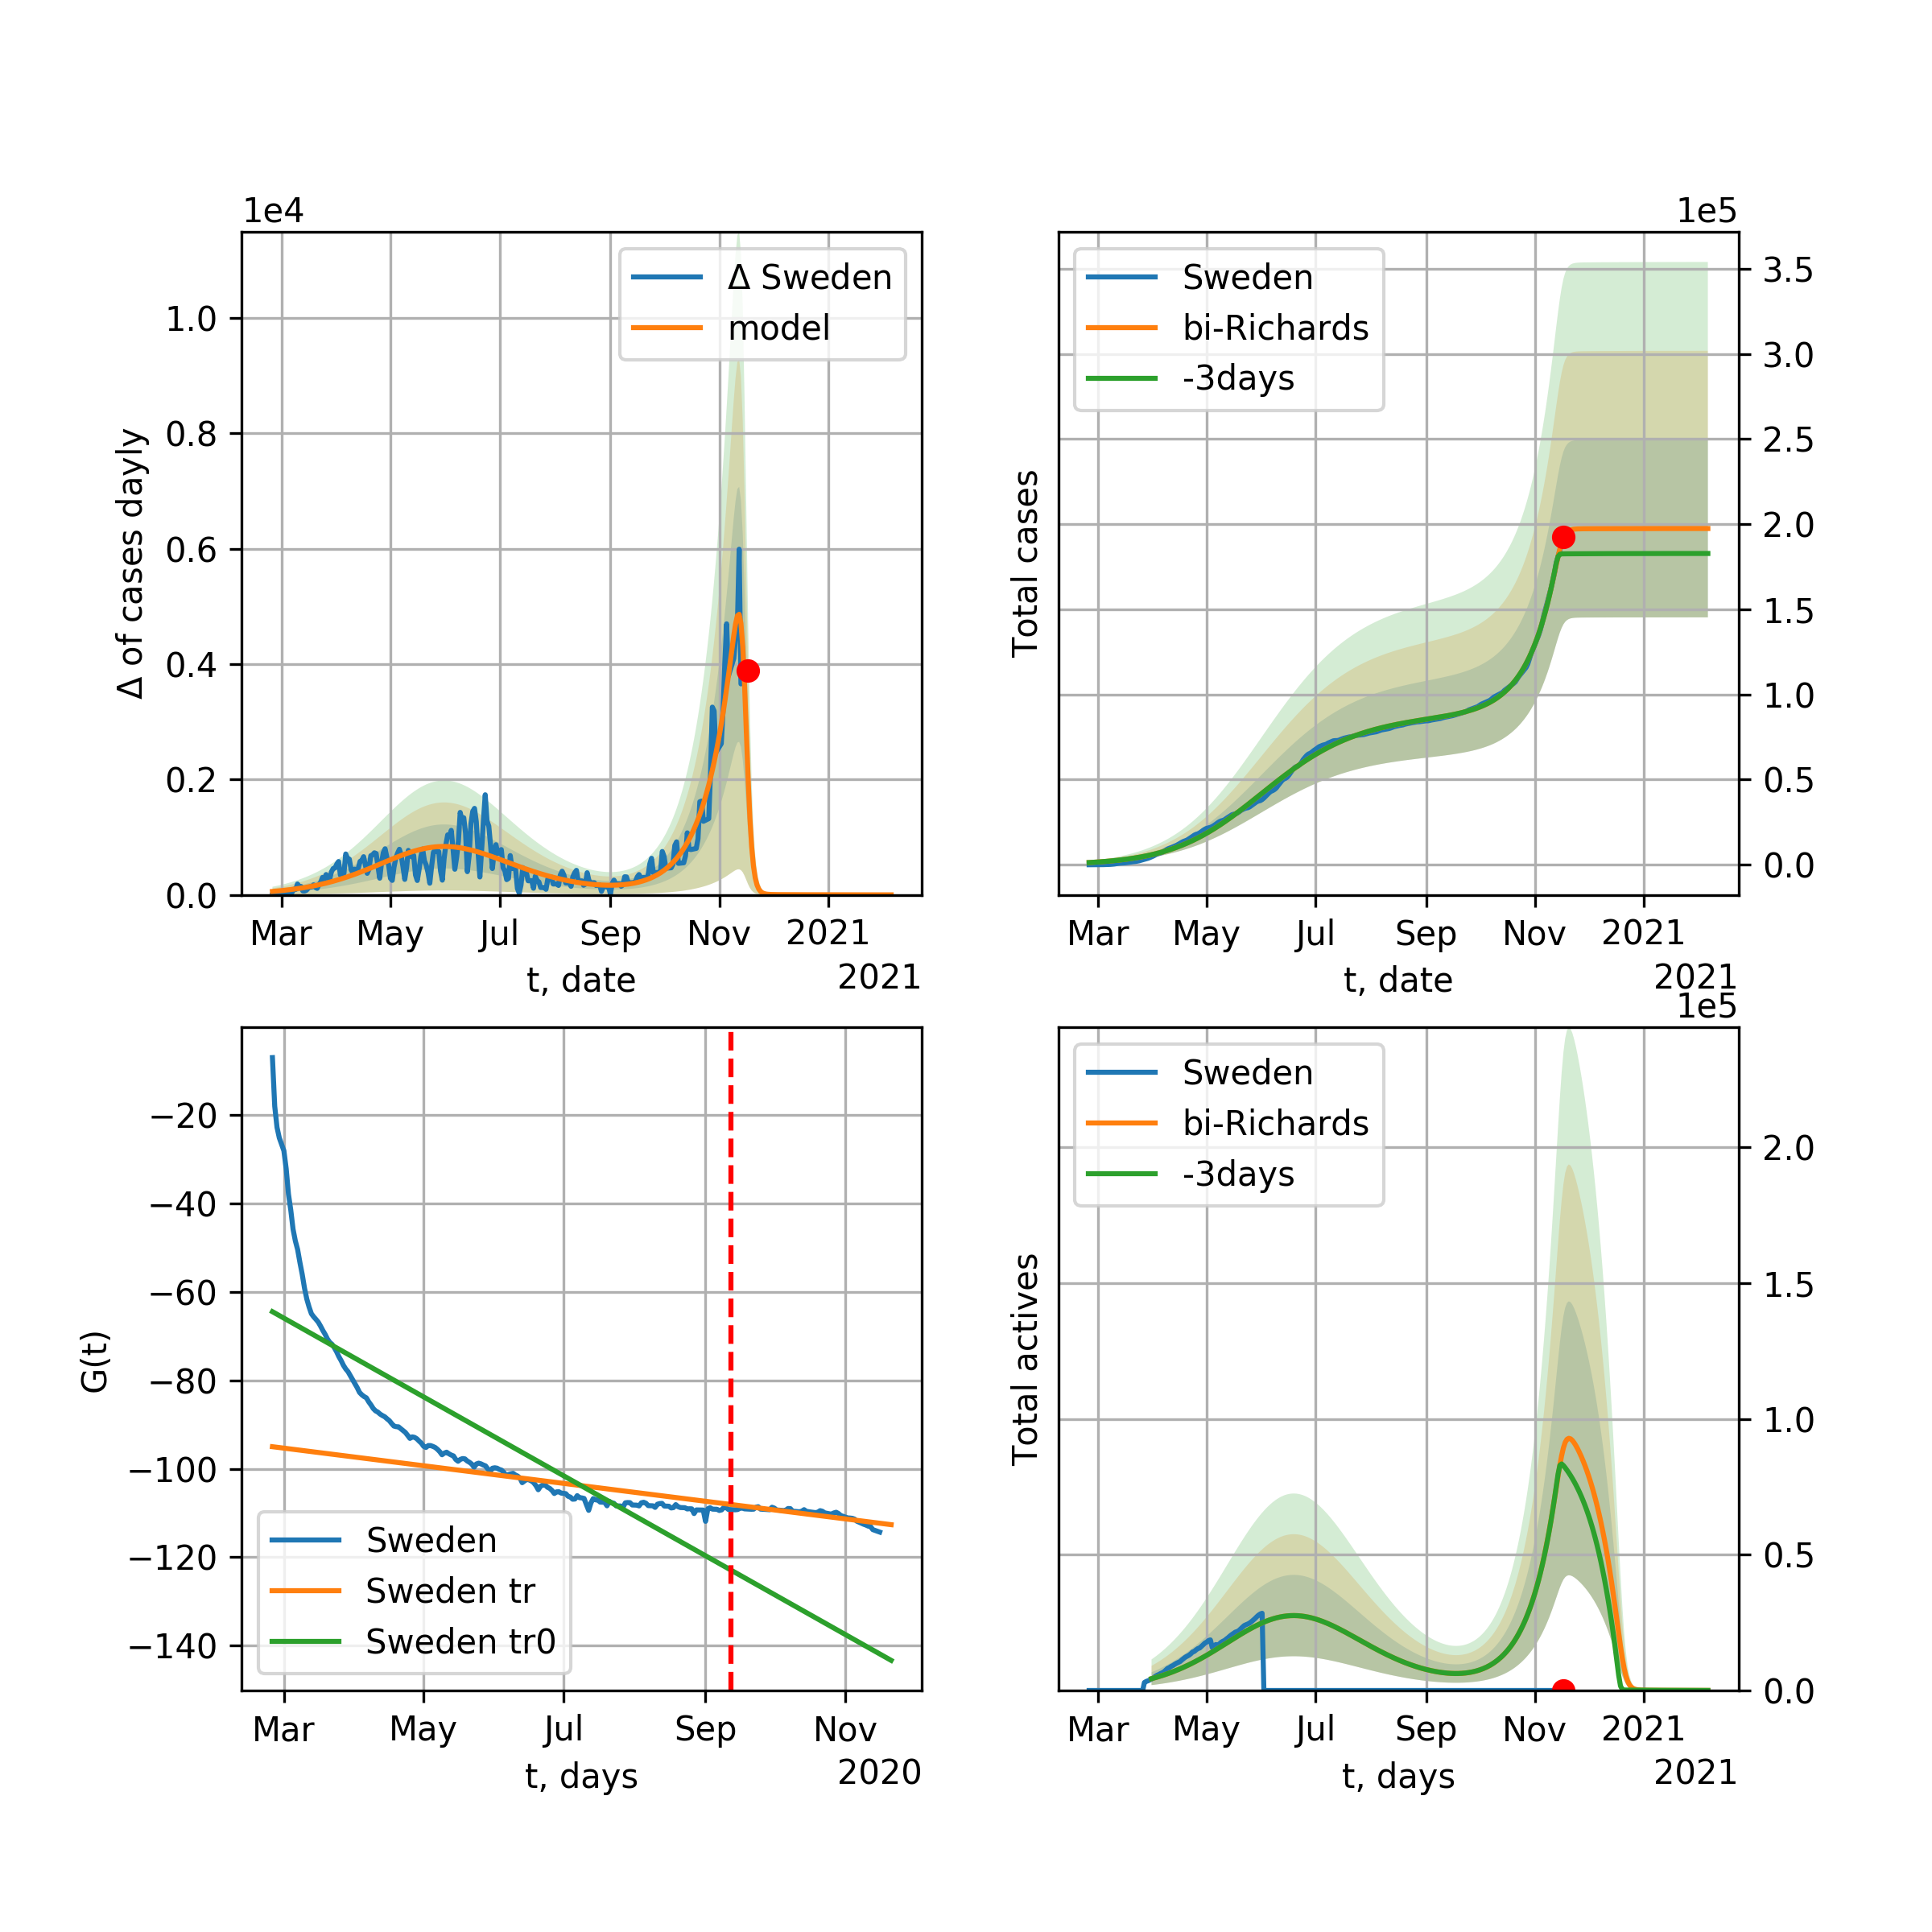 1e4
Δ of cases dayly
1.0
0.8
0.6
0.4
0.2
0.0
Δ Sweden
model
Mar May Jul Sep Nov 2021
t, date
2021
1e5
Total cases
Sweden
bi-Richards
-3days
3.5
3.0
2.5
2.0
1.5
1.0
0.5
0.0
Mar May Jul Sep Nov 2021
t, date
2021
G(t)
−20
−40
−60
−80
−100
−120
−140
Sweden
Sweden tr
Sweden tr0
Mar May Jul Sep Nov
t, days
2020
1e5
Total actives
Sweden
bi-Richards
-3days
2.0
1.5
1.0
0.5
0.0
Mar May Jul Sep Nov 2021
t, days
2021